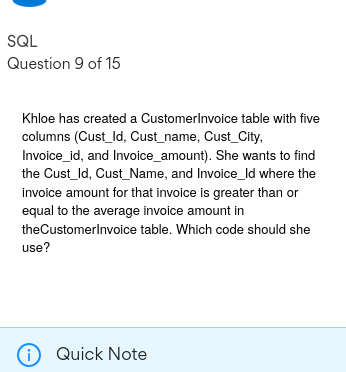 SQL
Question 9 of 15
Khloe has created a CustomerInvoice table with five
columns (Cust_Id, Cust_name, Cust_City,
Invoice_id, and Invoice_amount). She wants to find
the Cust_Id, Cust_Name, and Invoice_Id where the
invoice amount for that invoice is greater than or
equal to the average invoice amount in
theCustomerInvoice table. Which code should she
use?
Quick Note